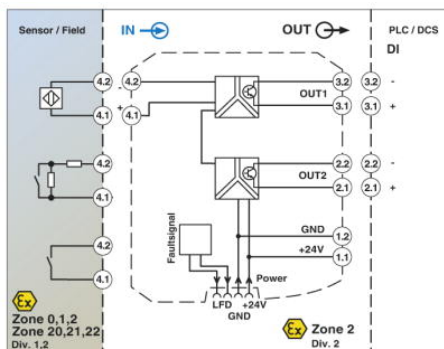 Sensor / Field
IN
OUT
PLC / DCS
DI
4.2
4.2
-
3.2
3.2
-
OUT1
4.1
+
4.1
3.1
3.1
+
4.2
2.2
2.2
-
OUT2
4.1
2.1
2.1
+
Faultsignal
GND
1.2
4.2
+24V
1.1
4.1
Power
LFD
+24V
GND
Ex
Zone 0,1,2
Zone 20,21,22
Div. 1,2
Ex
Zone 2
Div. 2